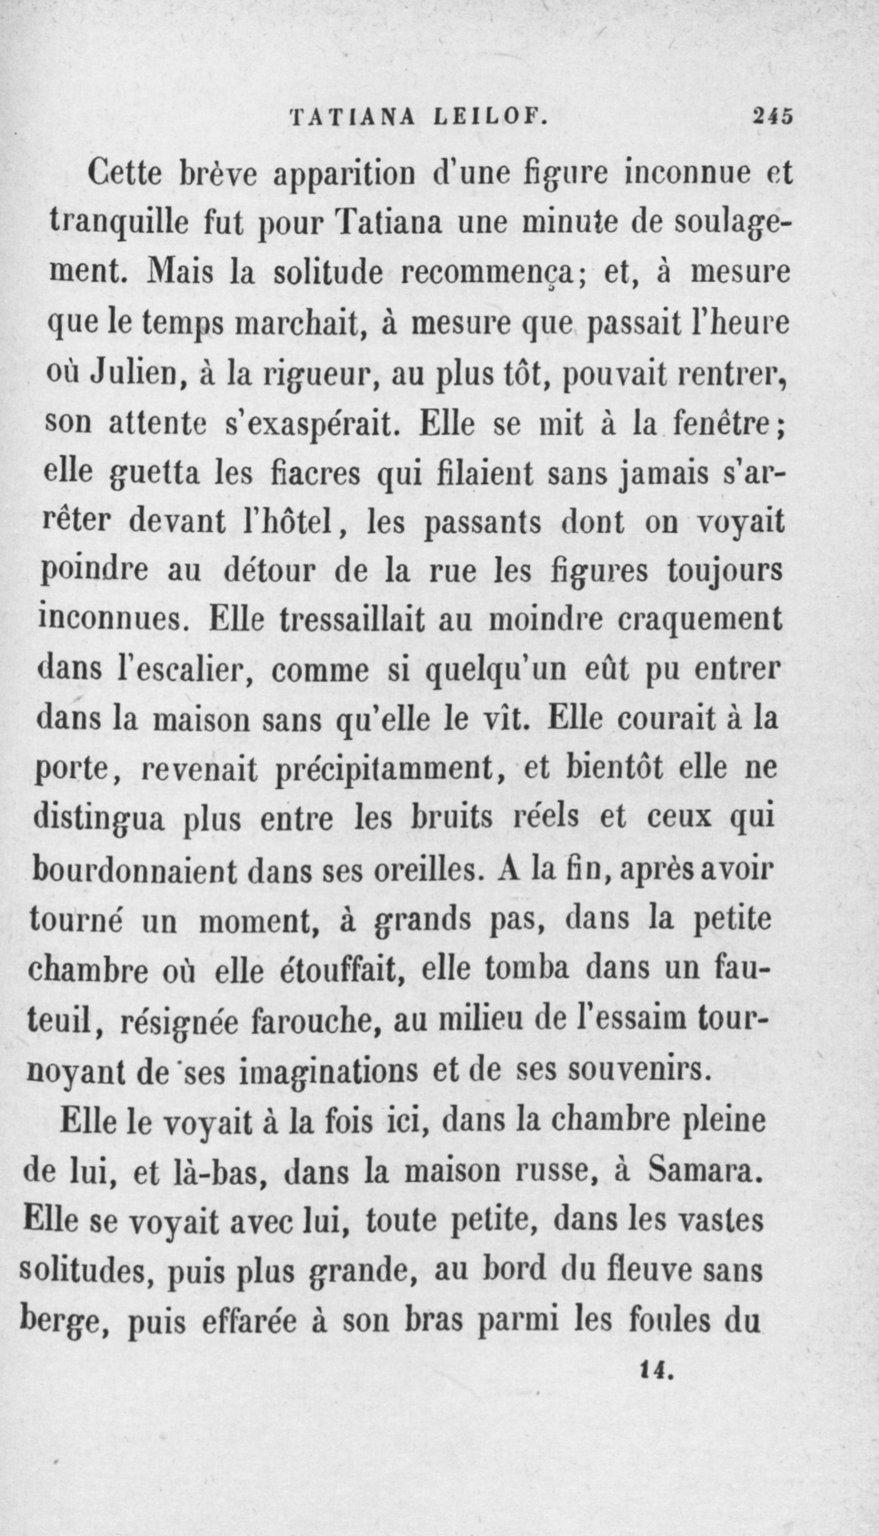 TATIANA LEILOF. 245
Cette brève apparition d'une figure inconnue et
tranquille fut pour Tatiana une minute de soulage-
ment. Mais la solitude recommença; et, à mesure
que le temps marchait, à mesure que passait l'heure
où Julien, à la rigueur, au plus tôt, pouvait rentrer,
son attente s'exaspérait. Elle se mit à la fenêtre;
elle guetta les fiacres qui filaient sans jamais s'ar-
rêter devant l'hôtel, les passants dont on voyait
poindre au détour de la rue les figures toujours
inconnues. Elle tressaillait au moindre craquement
dans l'escalier, comme si quelqu'un eût pu entrer
dans la maison sans qu'elle le vît. Elle courait à la
porte, revenait précipitamment, et bientôt elle ne
distingua plus entre les bruits réels et ceux qui
bourdonnaient dans ses oreilles. A la fin, après avoir
tourné un moment, à grands pas, dans la petite
chambre où elle étouffait, elle tomba dans un fau-
teuil, résignée farouche, au milieu de l'essaim tour-
noyant de ses imaginations et de ses souvenirs.
Elle le voyait à la fois ici, dans la chambre pleine
de lui, et là-bas, dans la maison russe, à Samara.
Elle se voyait avec lui, toute petite, dans les vastes
solitudes, puis plus grande, au bord du fleuve sans
berge, puis effarée à son bras parmi les foules du
14.